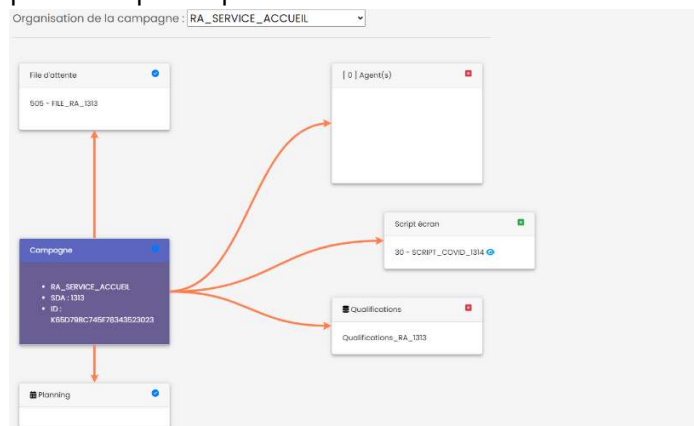 Organisation de la campagne : RA_SERVICE_ACCUEIL
File d'attente
505 - FILE_RA_1313
[ 0 ] Agent(s)
Script écran
30 - SCRIPT_COVID_1314
Campagne
RA_SERVICE_ACCUEIL
SDA : 1313
ID :
K65D79BC745F76343523023
Qualifications
Qualifications_RA_1313
Planning